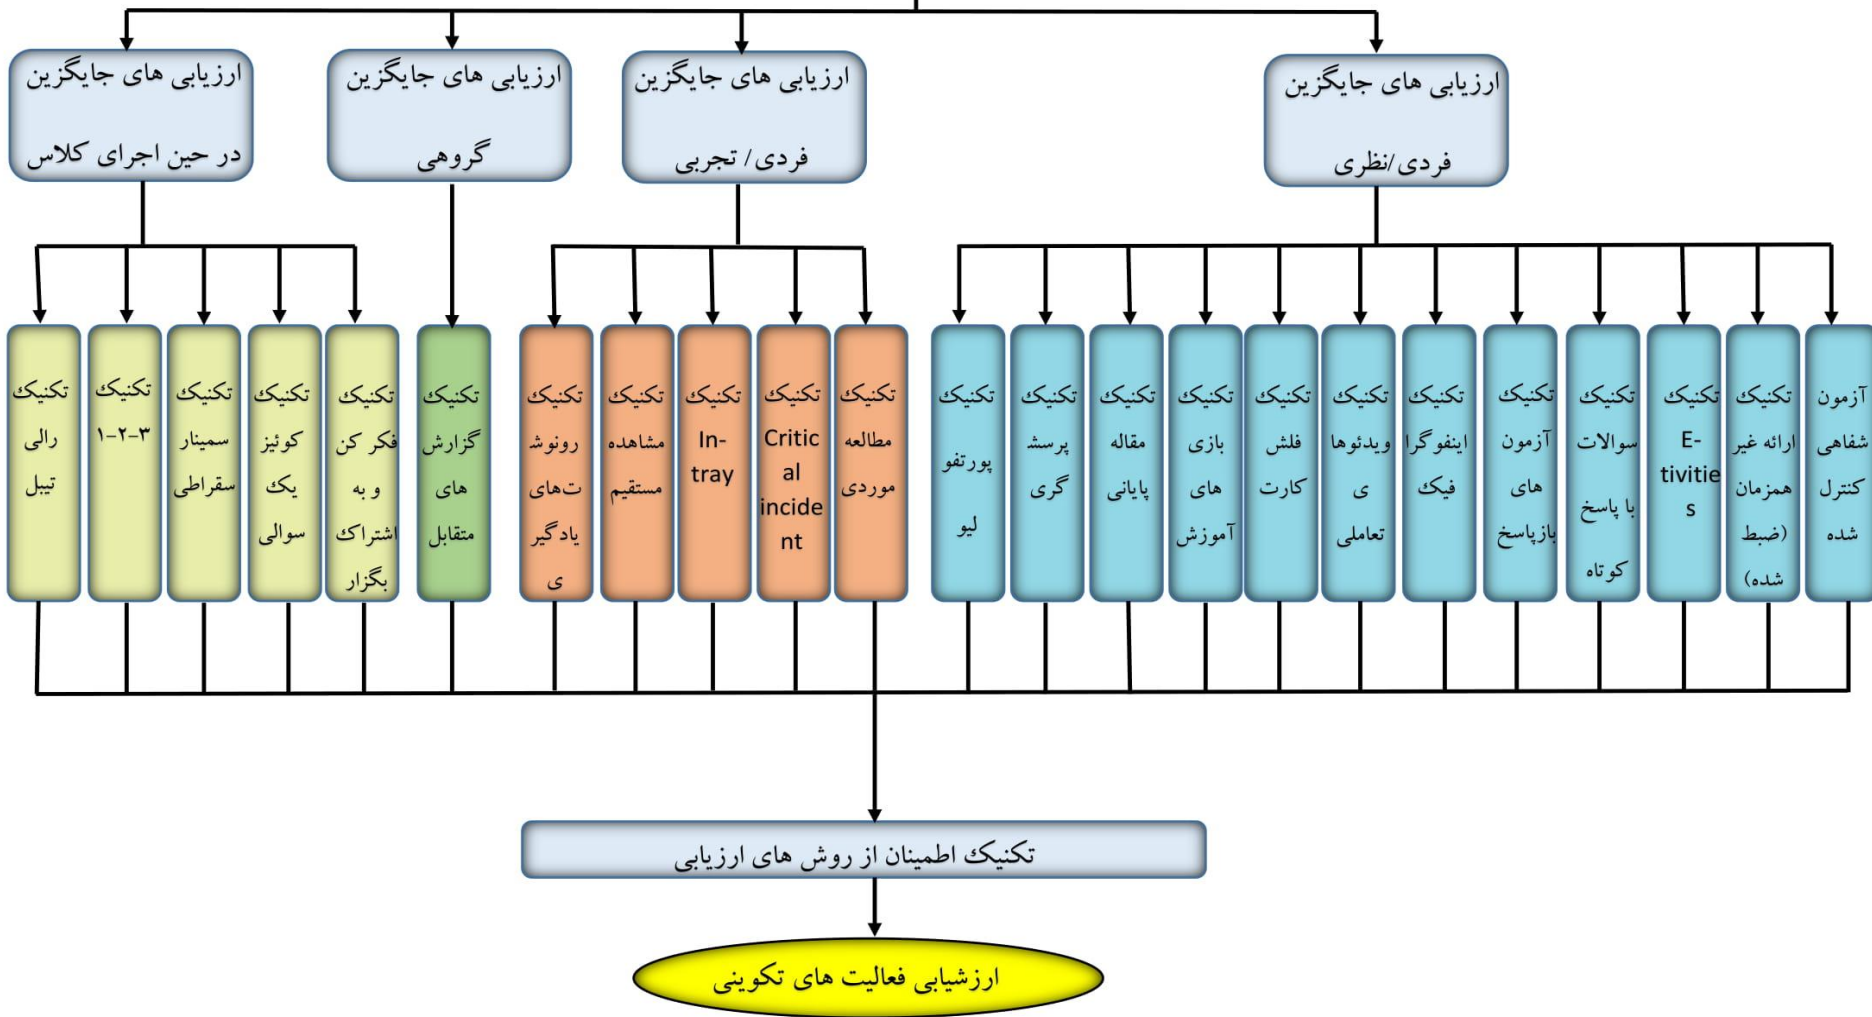 ارزیابی های جایگزین
فردی/نظری
ارزیابی های جایگزین
فردی/ تجربی
ارزیابی های جایگزین
گروهی
ارزیابی های جایگزین
در حین اجرای کلاس
آزمون
شفاهی
کنترل
شده
تکنیک
ارائه غیر
همزمان
(ضبط
شده)
تکنیک
E-
tivitie
s
تکنیک
سوالات
با پاسخ
کوتاه
تکنیک
آزمون
های
بازپاسخ
تکنیک
اینفوگرا
فیک
تکنیک
ویدئوها
ی
تعاملی
تکنیک
فلش
کارت
تکنیک
بازی
های
آموزش
تکنیک
مقاله
پایانی
تکنیک
پرسش
گری
تکنیک
پورتفو
لیو
تکنیک
مطالعه
موردی
تکنیک
Critic
al
incide
nt
تکنیک
In-
tray
تکنیک
مشاهده
مستقیم
تکنیک
رونوش
ت‌های
یادگیر
ی
تکنیک
گزارش
های
متقابل
تکنیک
فکر کن
و به
اشتراک
بگزار
تکنیک
کوئیز
یک
سوالی
تکنیک
سمینار
سقراطی
تکنیک
۱-۲-۳
تکنیک
رالی
تیبل
تکنیک اطمینان از روش های ارزیابی
ارزشیابی فعالیت های تکوینی